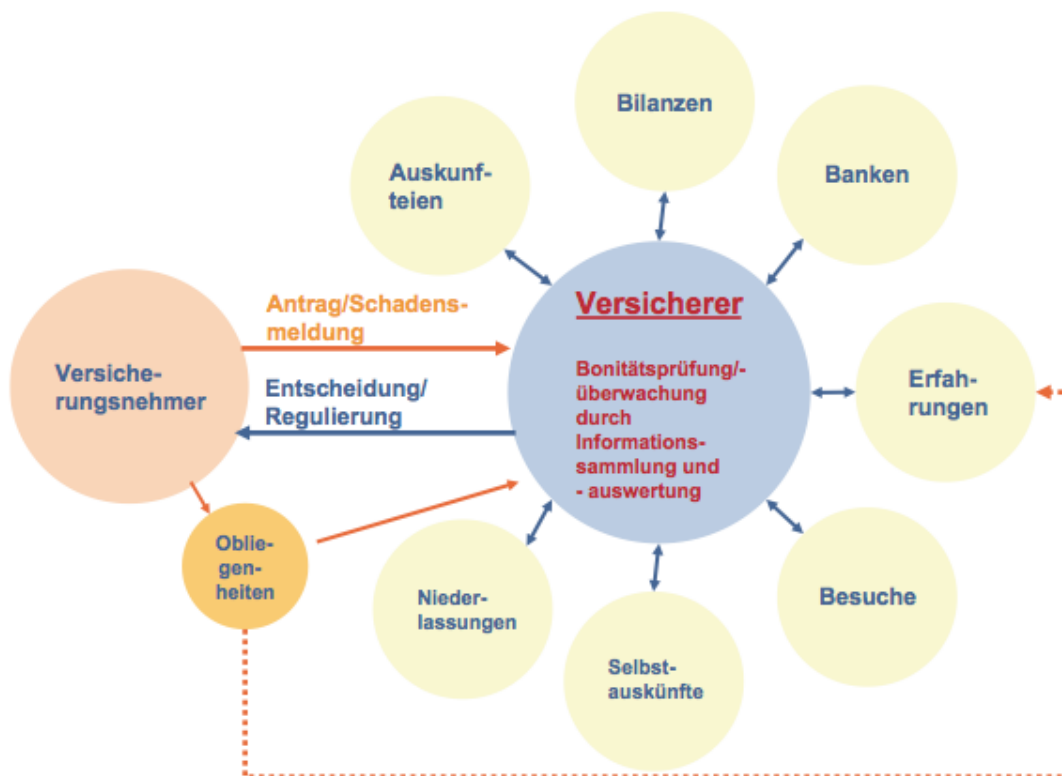 Bilanzen
Auskunf-
teien
Banken
Versicherer
Bonitätsprüfung/-
überwachung
durch
Informations-
sammlung und
- auswertung
Antrag/Schadens-
meldung
Versiche-
rungsnehmer
Entscheidung/
Regulierung
Erfah-
rungen
Oblie-
gen-
heiten
Nieder-
lassungen
Selbst-
auskünfte
Besuche